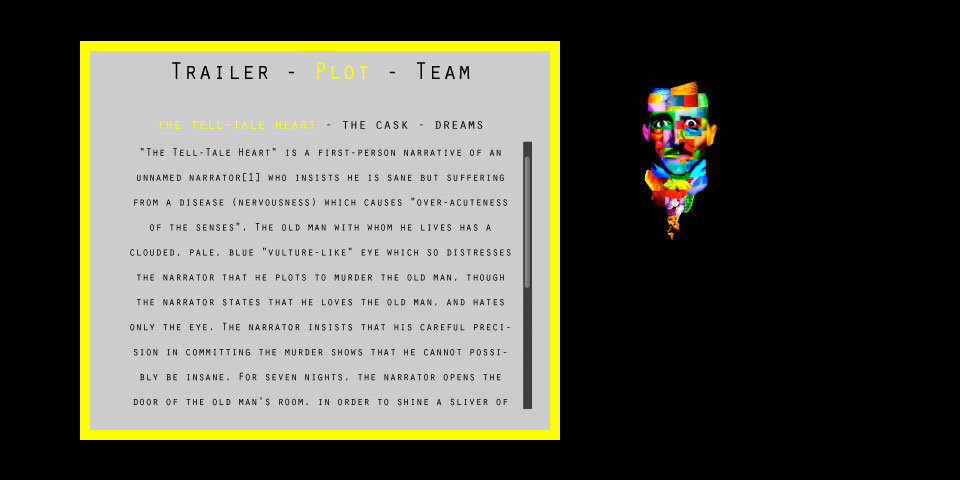 Trailer - Plot - Team
the tell-tale heart - the cask - dreams
"The Tell-Tale Heart" is a first-person narrative of an
unnamed narrator[1] who insists he is sane but suffering
from a disease (nervousness) which causes "over-acuteness
of the senses". The old man with whom he lives has a
clouded, pale, blue "vulture-like" eye which so distresses
the narrator that he plots to murder the old man, though
the narrator states that he loves the old man, and hates
only the eye. The narrator insists that his careful preci-
sion in committing the murder shows that he cannot possi-
bly be insane. For seven nights, the narrator opens the
door of the old man's room, in order to shine a sliver of